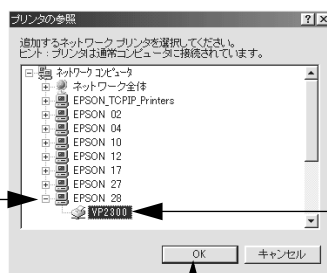 プリンタの参照
追加するネットワーク プリンタを選択してください。
ヒント : プリンタは通常コンピュータに接続されています。
ネットワーク コンピュータ
ネットワーク全体
EPSON_TCPIP_Printers
EPSON 02
EPSON 04
EPSON 10
EPSON 12
EPSON 17
EPSON 27
EPSON 28
VP2300
OK
キャンセル